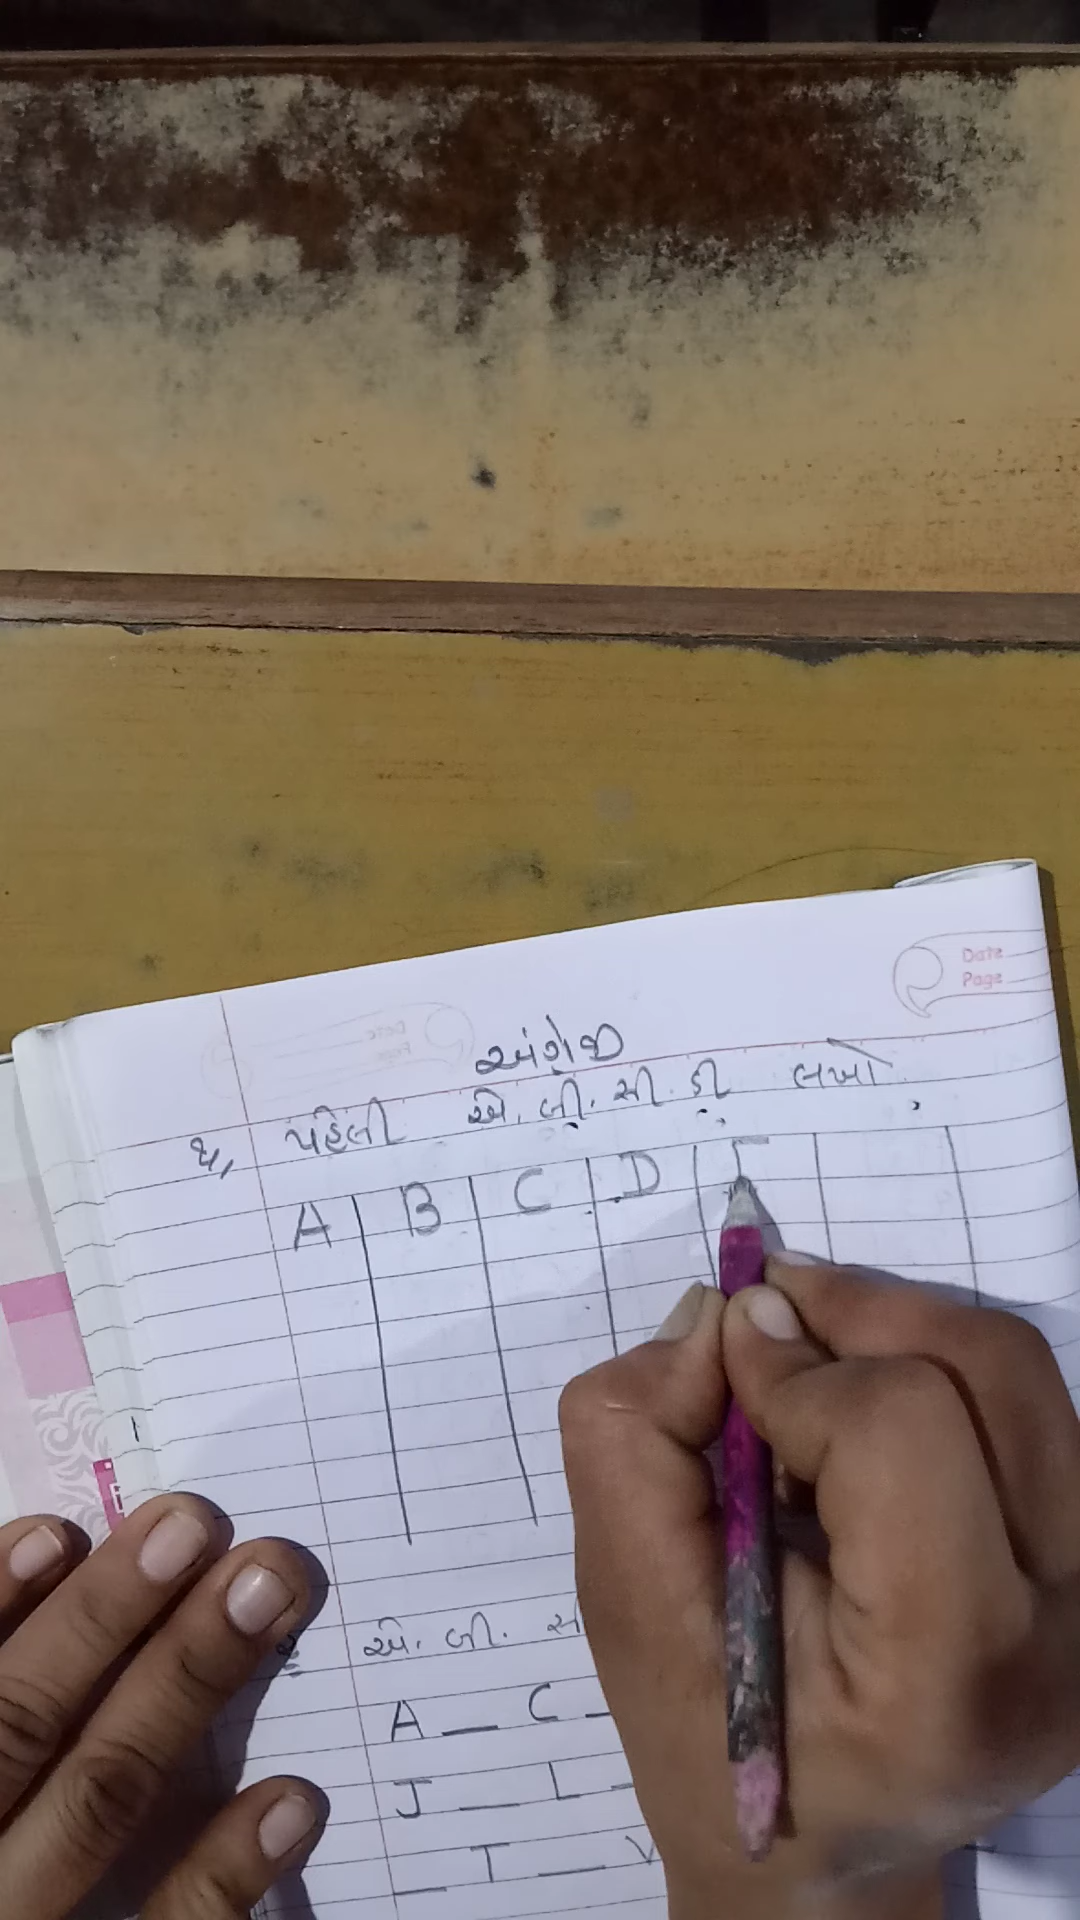 Date
Page
અંગ્રેજી
પહેલી એ. બી. સી. ડી લખો.
A B C D
એ. બી.
A _ C _
J _ L _
_ T _ V